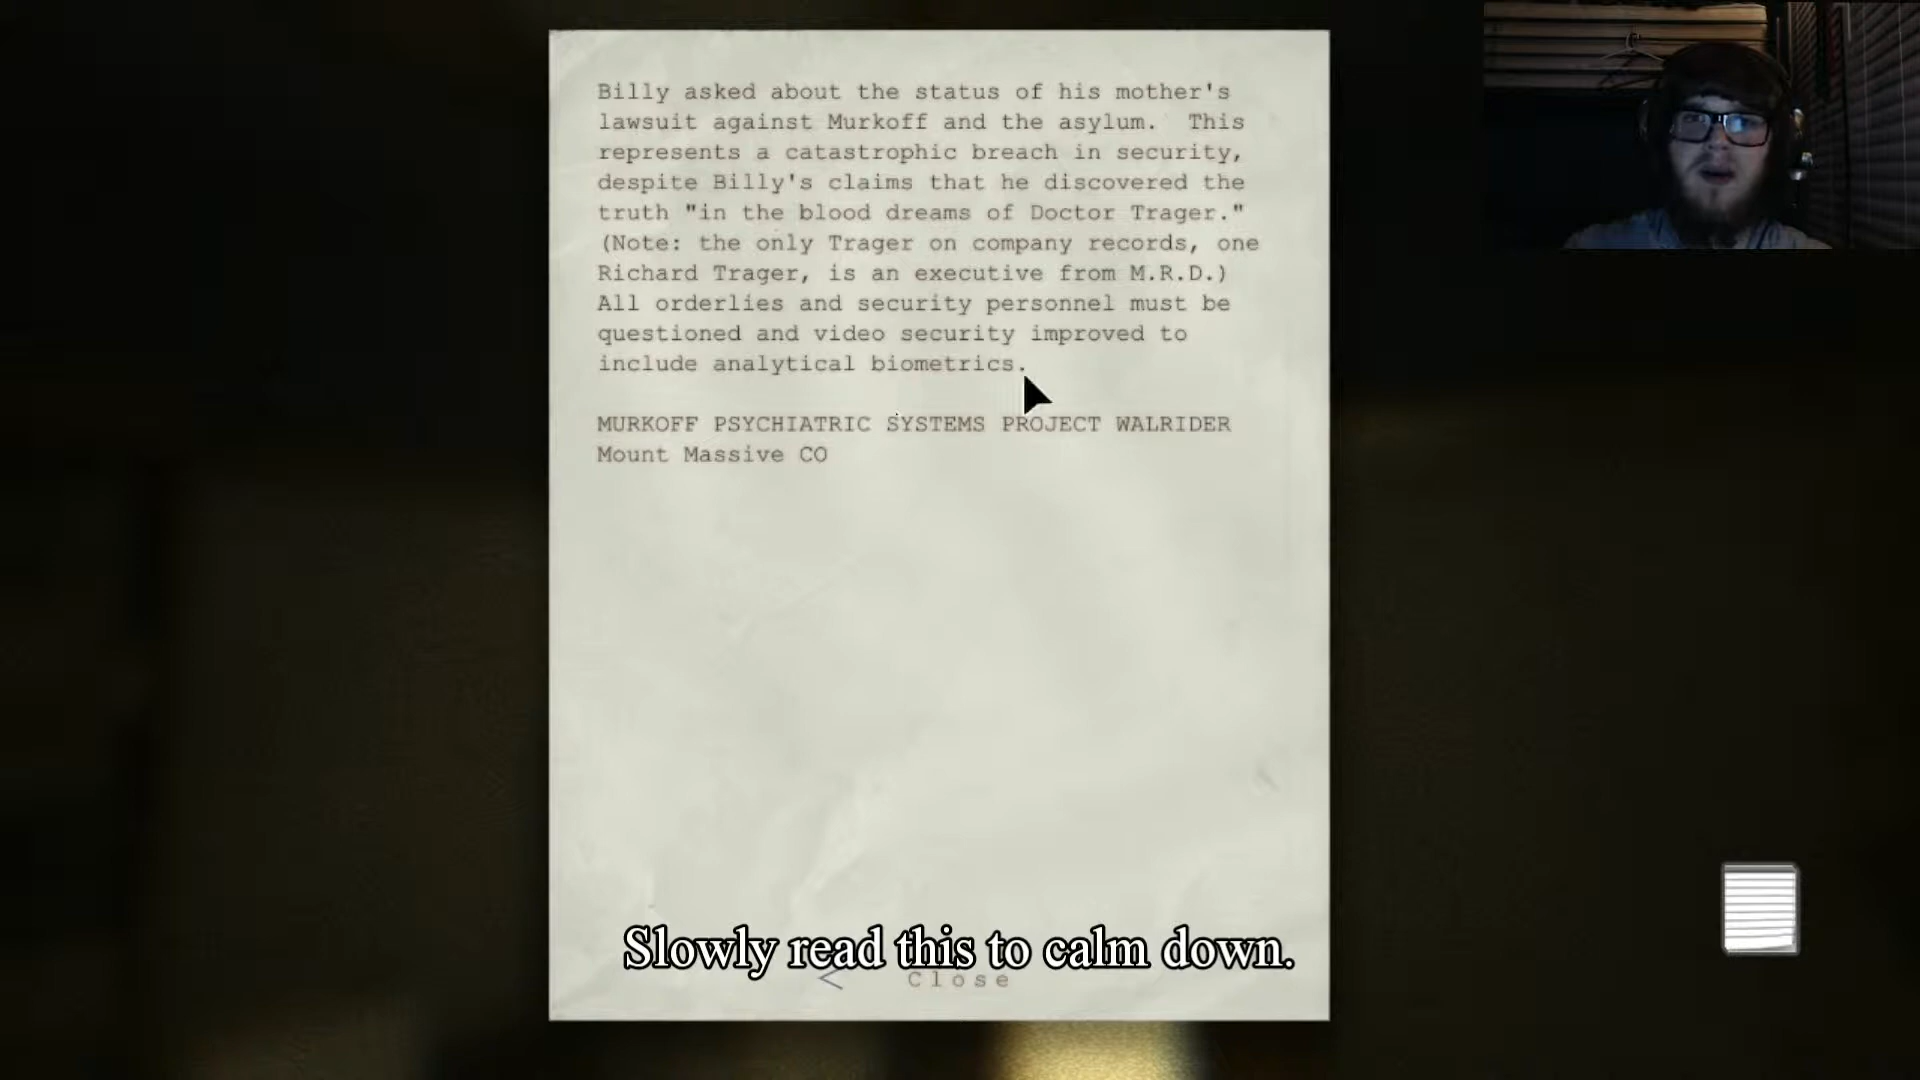 Billy asked about the status of his mother's
lawsuit against Murkoff and the asylum.  This
represents a catastrophic breach in security,
despite Billy's claims that he discovered the
truth "in the blood dreams of Doctor Trager."
(Note: the only Trager on company records, one
Richard Trager, is an executive from M.R.D.)
All orderlies and security personnel must be
questioned and video security improved to
include analytical biometrics.
MURKOFF PSYCHIATRIC SYSTEMS PROJECT WALRIDER
Mount Massive CO
Slowly read this to calm down.
< Close